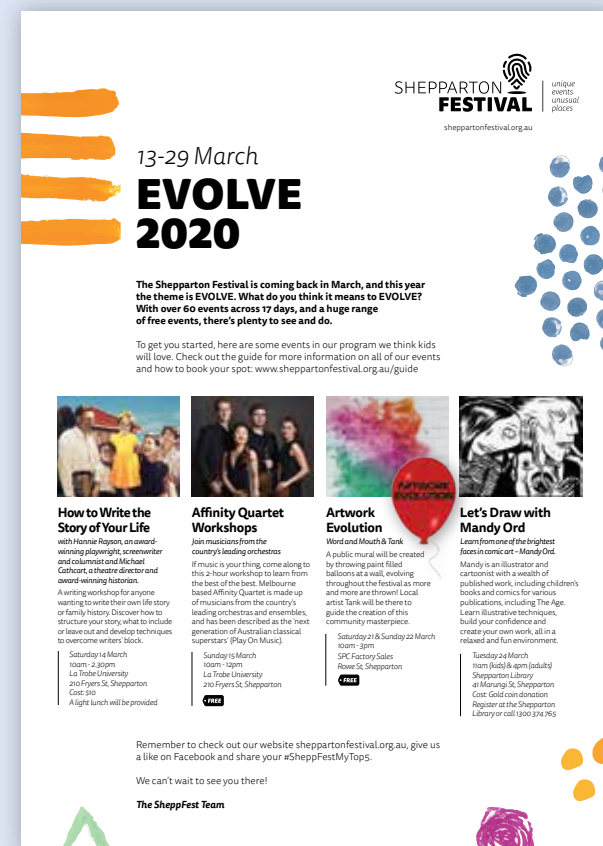 SHEPPARTON
FESTIVAL
unique
events
unusual
places
sheppartonfestival.org.au
13-29 March
EVOLVE
2020
The Shepparton Festival is coming back in March, and this year
the theme is EVOLVE. What do you think it means to EVOLVE?
With over 60 events across 17 days, and a huge range
of free events, there's plenty to see and do.
To get you started, here are some events in our program we think kids
will love. Check out the guide for more information on all of our events
and how to book your spot: www.sheppartonfestival.org.au/guide
How to Write the
Story of Your Life
with Hannie Rayson, an award-
winning playwright, screenwriter
and columnist and Michael
Cathcart, a theatre director and
award-winning historian.
A writing workshop for anyone
wanting to write their own life story
or family history. Discover how to
structure your story, what to include
or leave out and develop techniques
to overcome writers' block.
Saturday 14 March
10am - 2.30pm
La Trobe University
210 Fryers St, Shepparton
Cost: $10
A light lunch will be provided
Affinity Quartet
Workshops
Join musicians from the
country's leading orchestras
If music is your thing, come along to
this 2-hour workshop to learn from
the best of the best. Melbourne
based Affinity Quartet is made up
of musicians from the country's
leading orchestras and ensembles,
and has been described as the 'next
generation of Australian classical
superstars' (Play On Music).
Sunday 15 March
10am - 12pm
La Trobe University
210 Fryers St, Shepparton
FREE
ARTWORK
EVOLUTION
Artwork
Evolution
Word and Mouth & Tank
A public mural will be created
by throwing paint filled
balloons at a wall, evolving
throughout the festival as more
and more are thrown! Local
artist Tank will be there to
guide the creation of this
community masterpiece.
Saturday 21 & Sunday 22 March
10am - 3pm
SPC Factory Sales
Rowe St, Shepparton
FREE
Let's Draw with
Mandy Ord
Learn from one of the brightest
faces in comic art – Mandy Ord.
Mandy is an illustrator and
cartoonist with a wealth of
published work, including children's
books and comics for various
publications, including The Age.
Learn illustrative techniques,
build your confidence and
create your own work, all in a
relaxed and fun environment.
Tuesday 24 March
11am (kids) & 4pm (adults)
Shepparton Library
41 Marungi St, Shepparton
Cost: Gold coin donation
Register at the Shepparton
Library or call 1300 374 765
Remember to check out our website sheppartonfestival.org.au, give us
a like on Facebook and share your #SheppFestMyTop5.
We can't wait to see you there!
The SheppFest Team